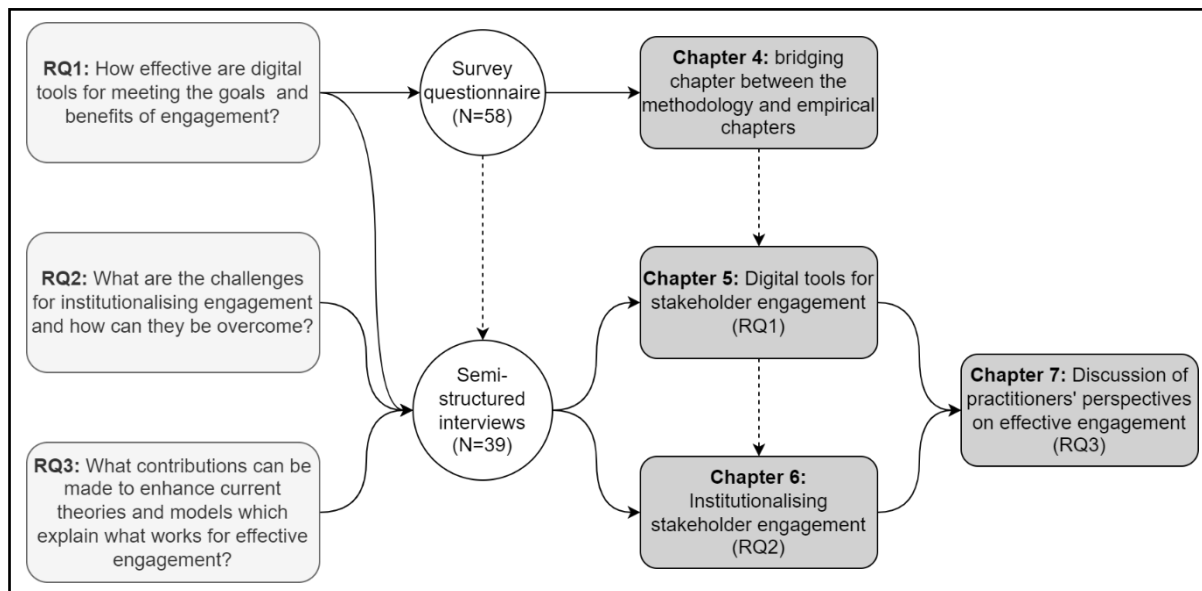 RQ1: How effective are digital
tools for meeting the goals and
benefits of engagement?
Survey
questionnaire
(N=58)
Chapter 4: bridging
chapter between the
methodology and empirical
chapters
RQ2: What are the challenges
for institutionalising engagement
and how can they be overcome?
Chapter 5: Digital tools for
stakeholder engagement
(RQ1)
RQ3: What contributions can be
made to enhance current
theories and models which
explain what works for effective
engagement?
Semi-
structured
interviews
(N=39)
Chapter 6:
Institutionalising
stakeholder engagement
(RQ2)
Chapter 7: Discussion of
practitioners' perspectives
on effective engagement
(RQ3)